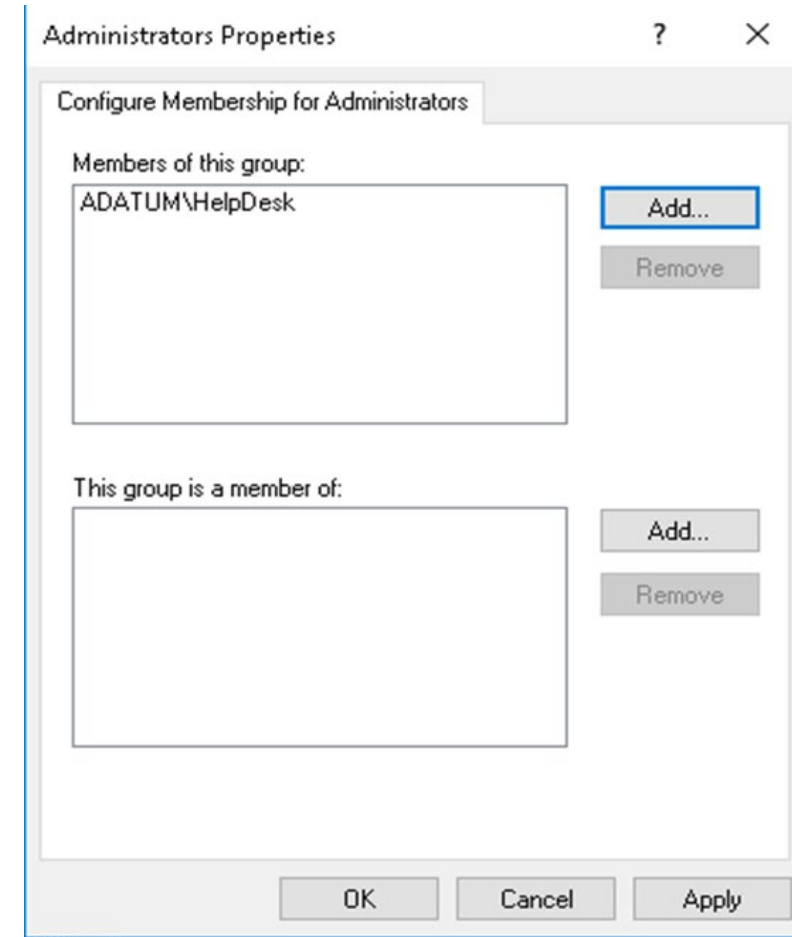 Administrators Properties ? ×
Configure Membership for Administrators
Members of this group:
ADATUM\HelpDesk
Add...
Remove
This group is a member of:
Add...
Remove
OK Cancel Apply